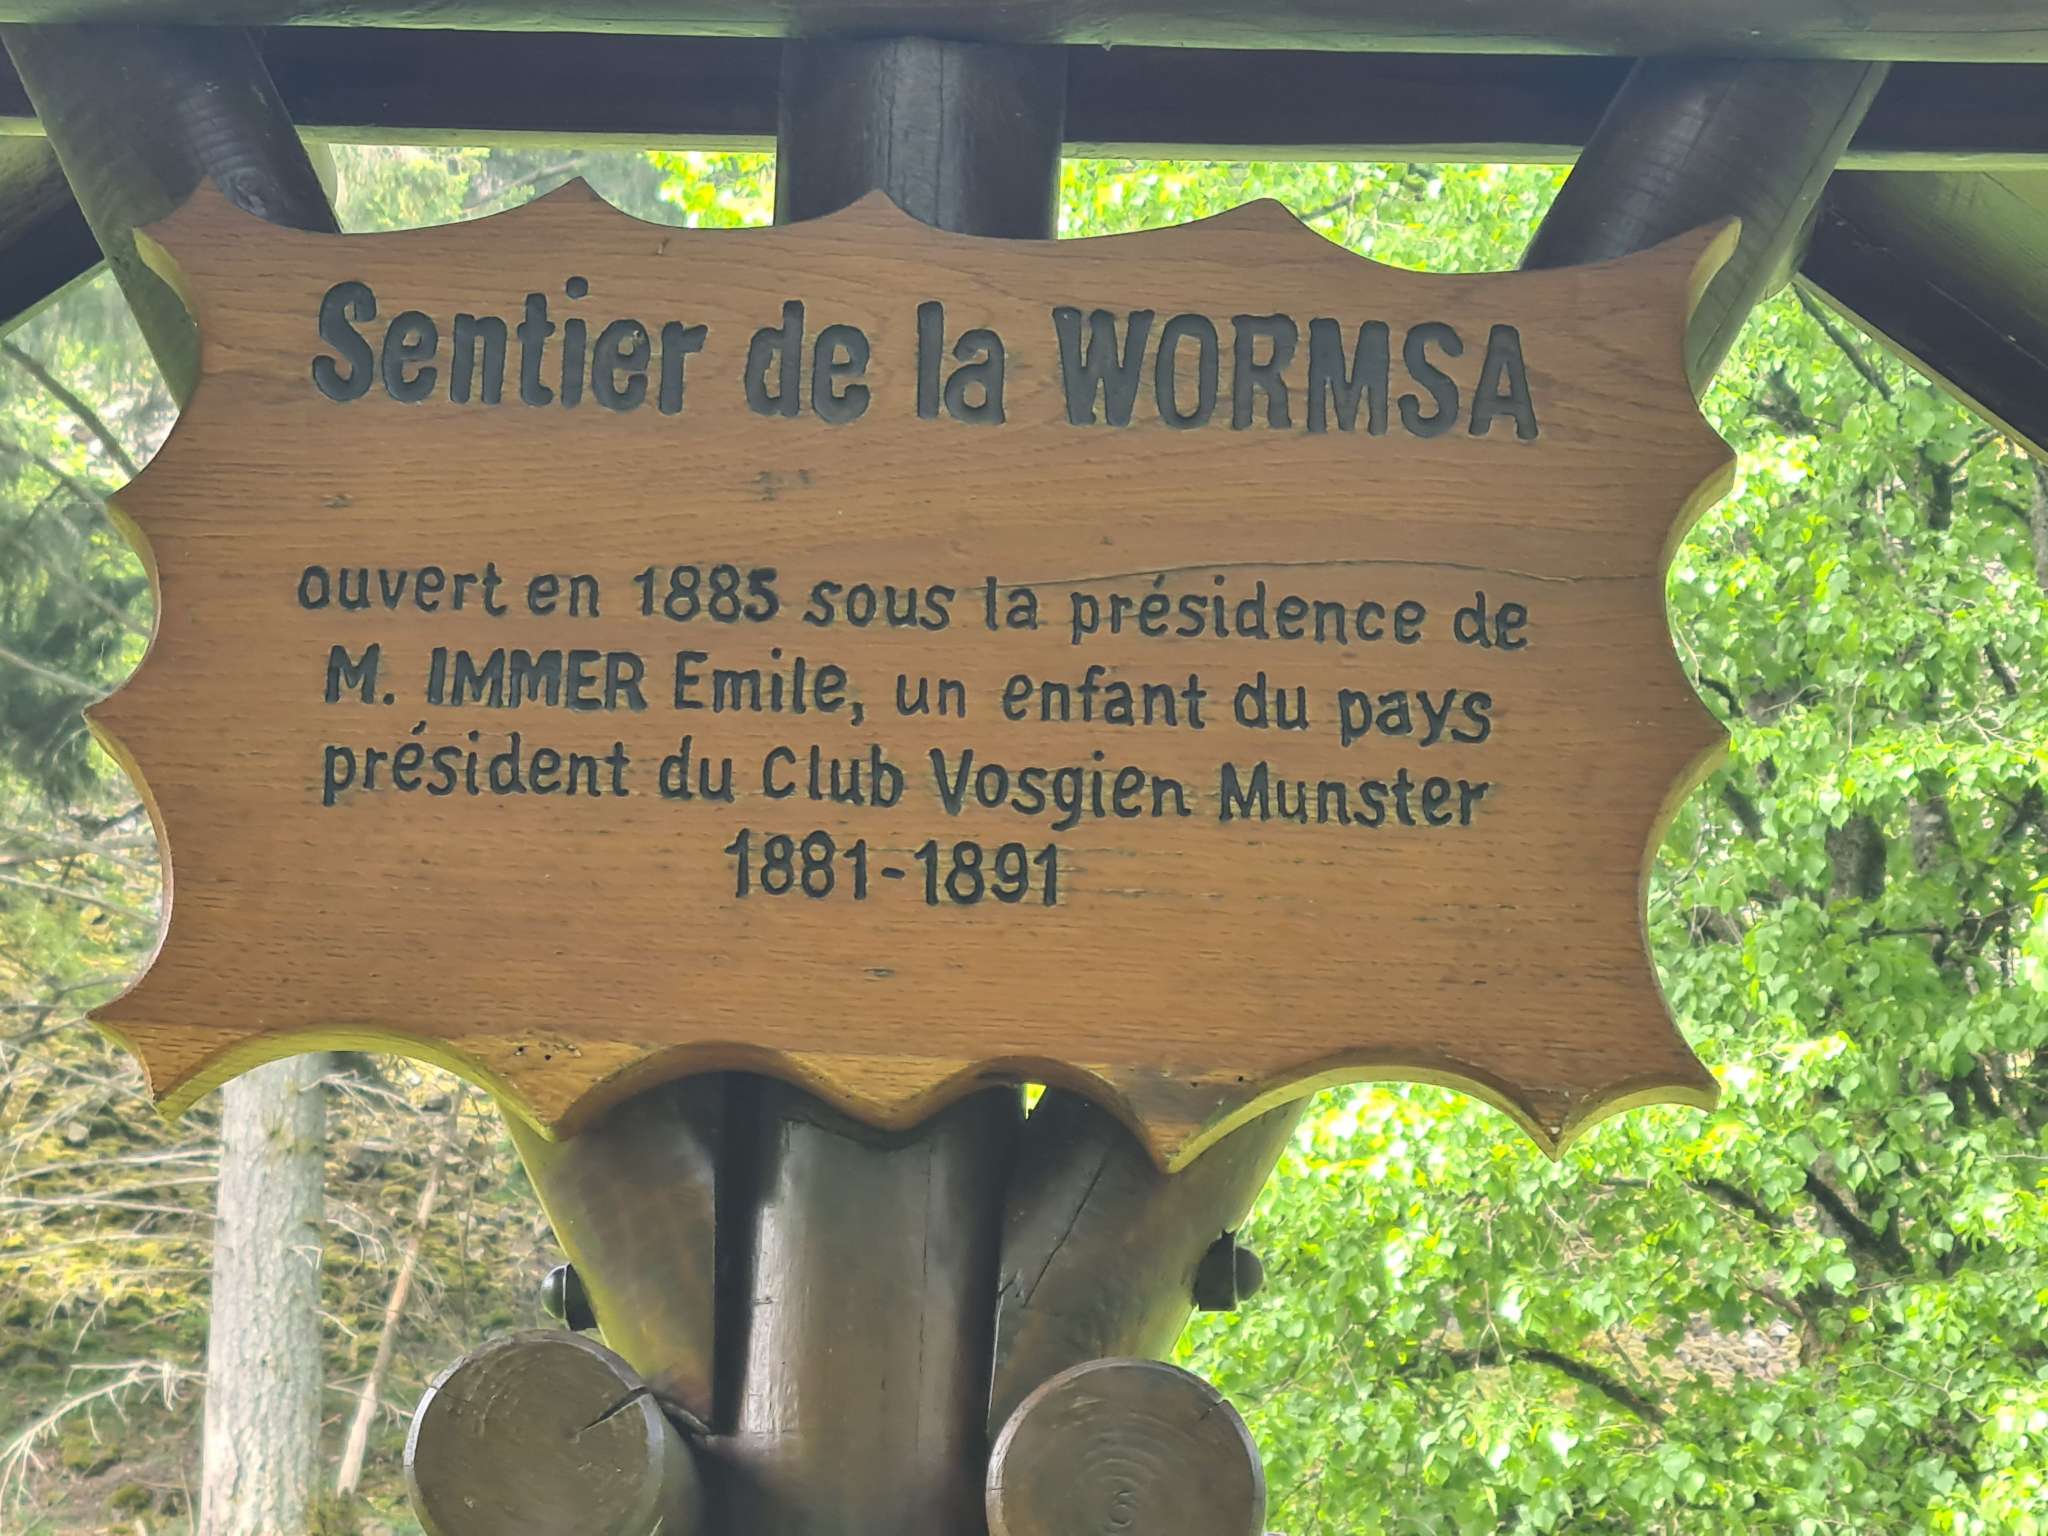 Sentier de la WORMSA
ouvert en 1885 sous la présidence de
M. IMMER Emile, un enfant du pays
président du Club Vosgien Munster
1881-1891